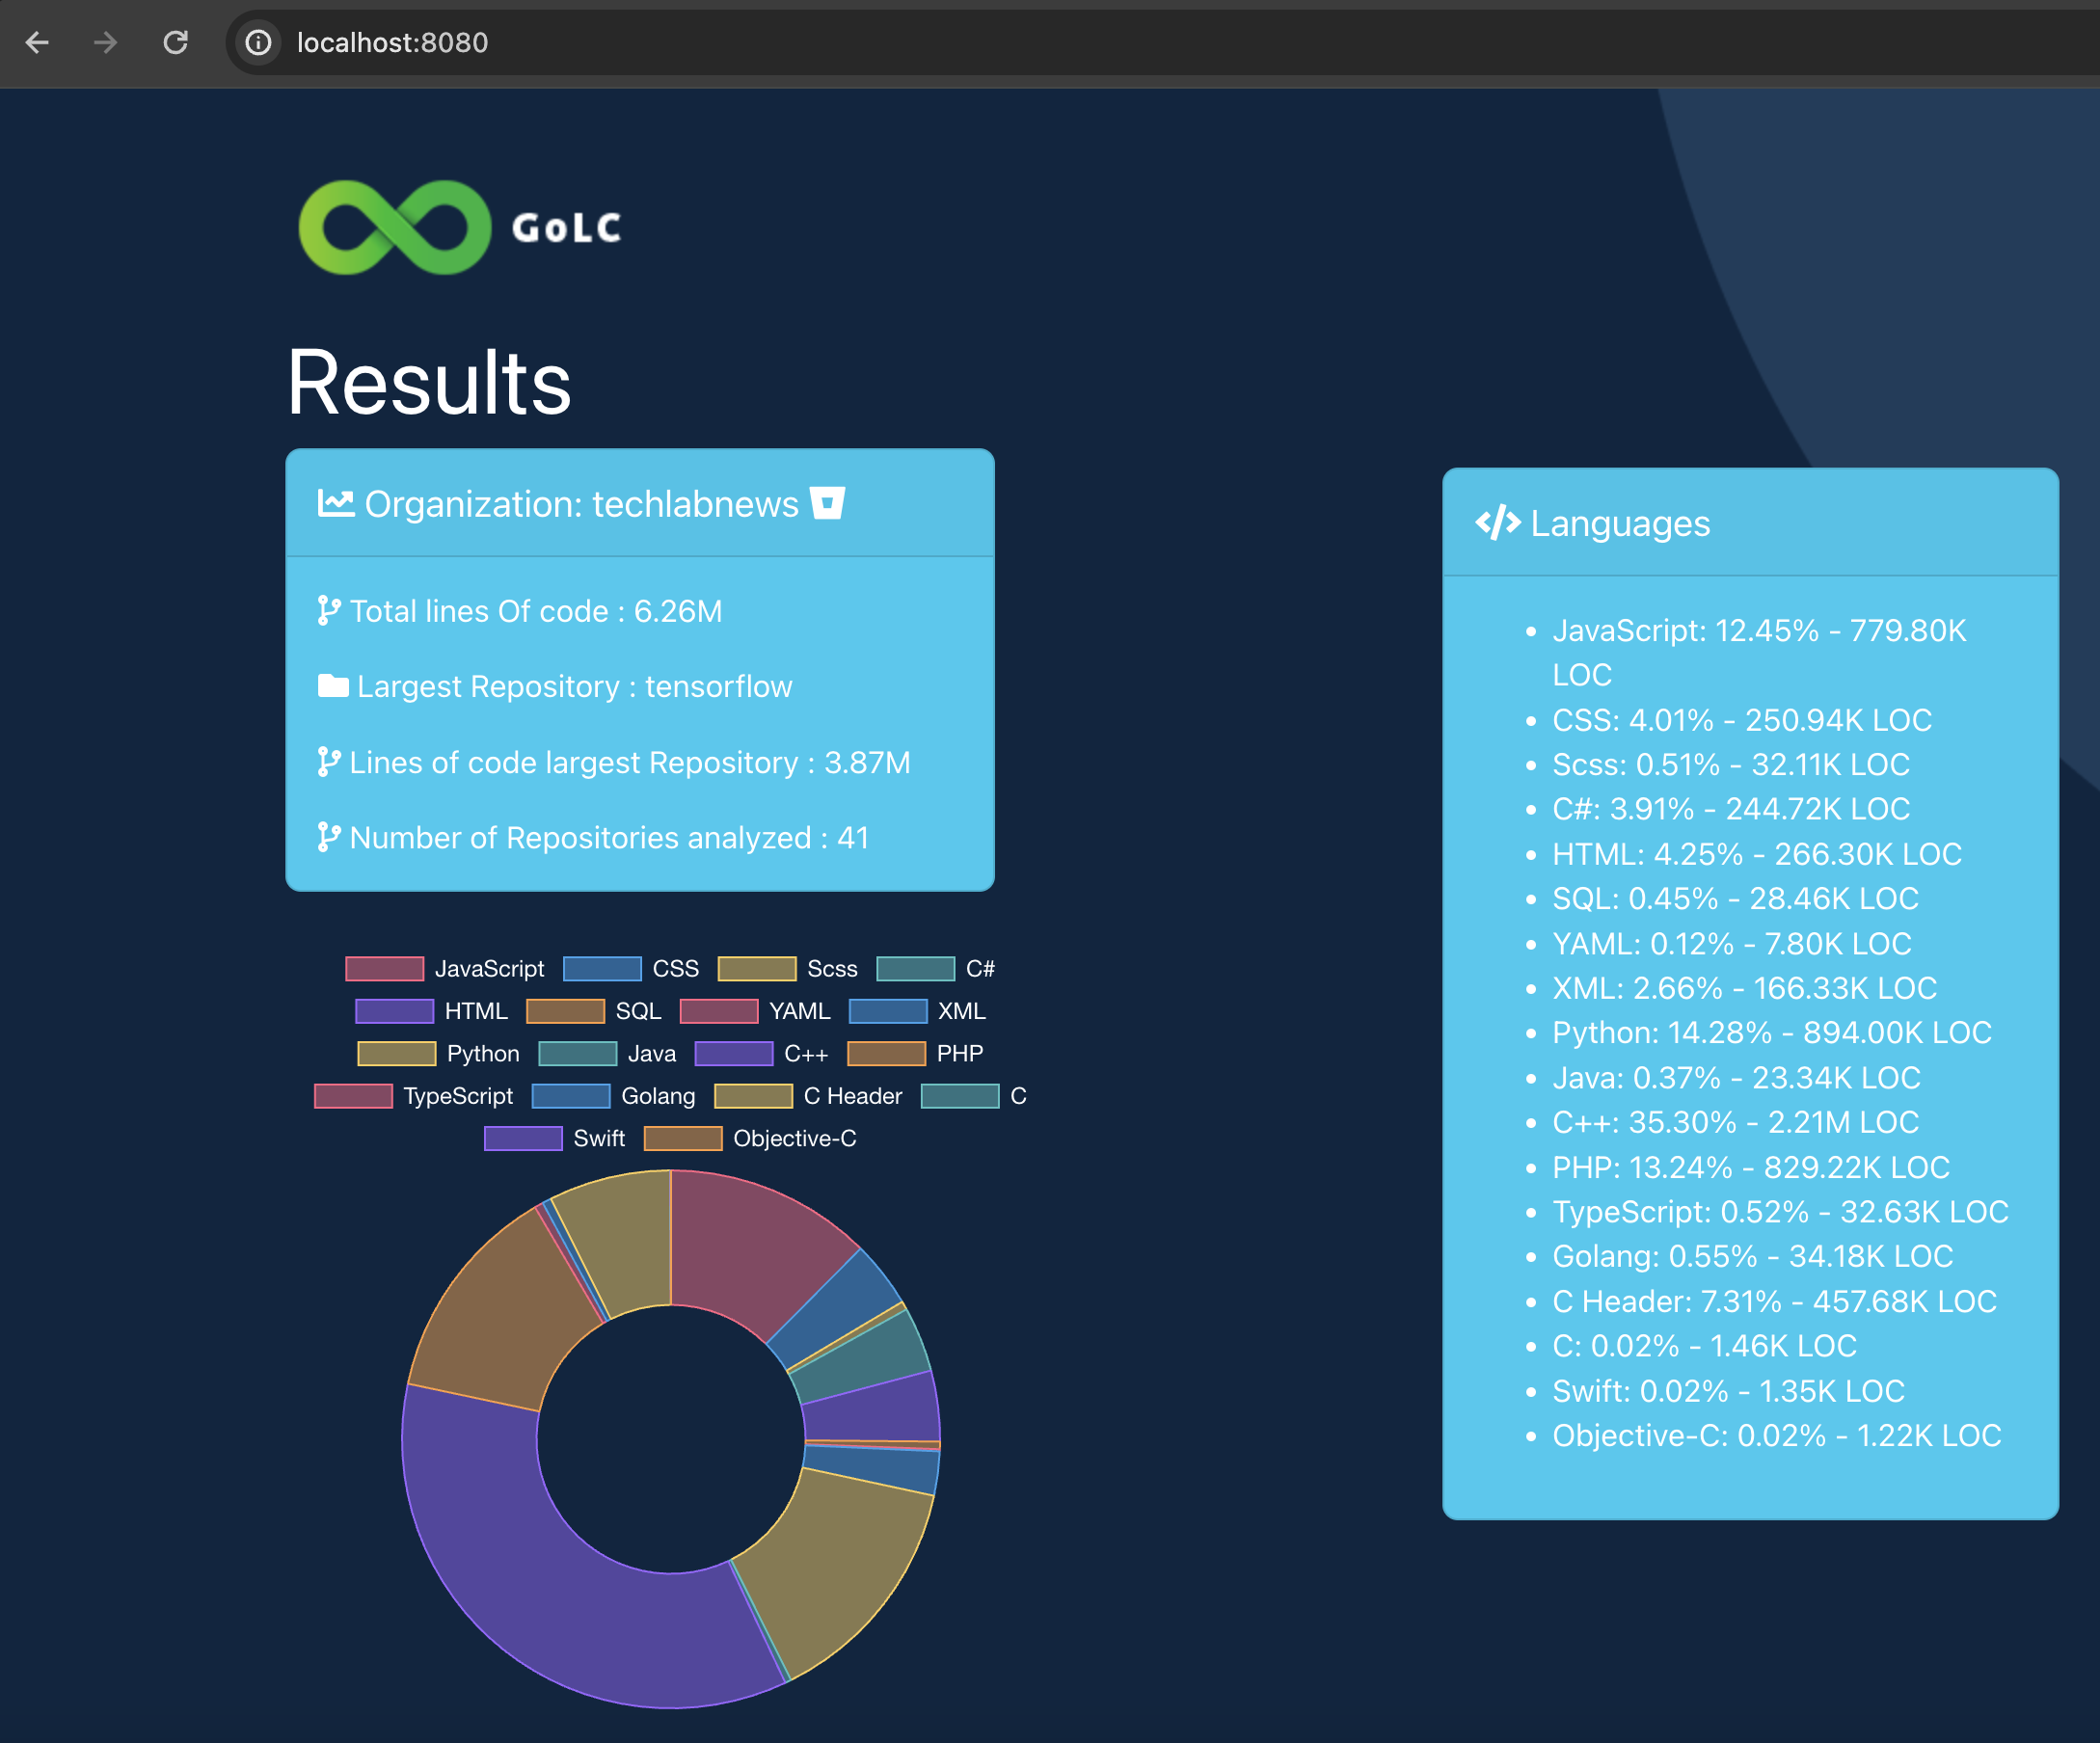 localhost:8080
GoLC
Results
Organization: techlabnews
Total lines Of code : 6.26M
Largest Repository : tensorflow
Lines of code largest Repository : 3.87M
Number of Repositories analyzed : 41
JavaScript CSS Scss C#
HTML SQL YAML XML
Python Java C++ PHP
TypeScript Golang C Header C
Swift Objective-C
Languages
JavaScript: 12.45% - 779.80K
LOC
CSS: 4.01% - 250.94K LOC
Scss: 0.51% - 32.11K LOC
C#: 3.91% - 244.72K LOC
HTML: 4.25% - 266.30K LOC
SQL: 0.45% - 28.46K LOC
YAML: 0.12% - 7.80K LOC
XML: 2.66% - 166.33K LOC
Python: 14.28% - 894.00K LOC
Java: 0.37% - 23.34K LOC
C++: 35.30% - 2.21M LOC
PHP: 13.24% - 829.22K LOC
TypeScript: 0.52% - 32.63K LOC
Golang: 0.55% - 34.18K LOC
C Header: 7.31% - 457.68K LOC
C: 0.02% - 1.46K LOC
Swift: 0.02% - 1.35K LOC
Objective-C: 0.02% - 1.22K LOC